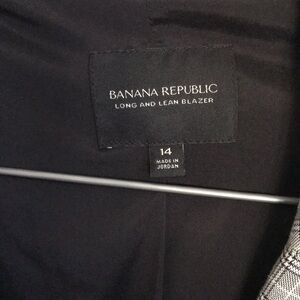 BANANA REPUBLIC
LONG AND LEAN BLAZER
14
MADE IN
JORDAN